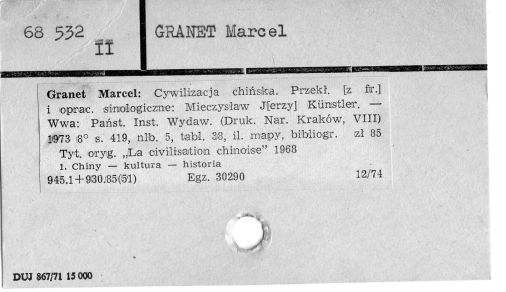 68 532
II
GRANET Marcel
Granet Marcel: Cywilizacja chińska. Przekł. [z fr.]
i oprac. sinologiczne: Mieczysław J[erzy] Künstler. —
Wwa: Państ. Inst. Wydaw. (Druk. Nar. Kraków, VIII)
1973 8° s. 419, nlb. 5, tabl. 38, il. mapy, bibliogr. zł 85
Tyt. oryg. „La civilisation chinoise” 1968
1. Chiny — kultura — historia
945.1+930.85(51) Egz. 30290 12/74
DUJ 867/71 15 000